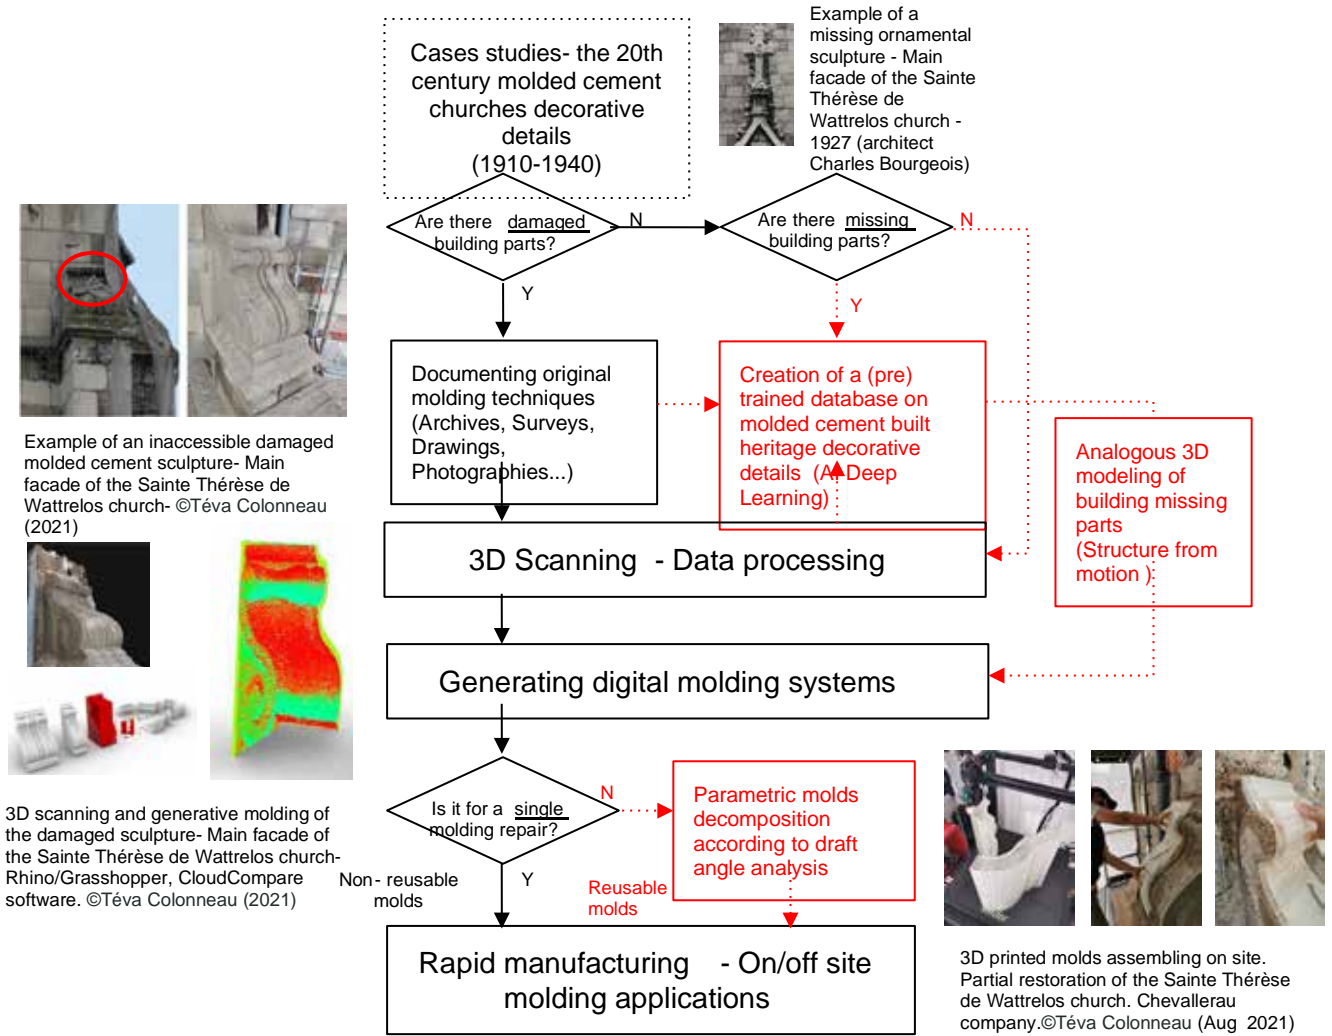 Cases studies- the 20th
century molded cement
churches decorative
details
(1910-1940)
Example of a
missing ornamental
sculpture - Main
facade of the Sainte
Thérèse de
Wattrelos church -
1927 (architect
Charles Bourgeois)
Are there damaged
building parts?
N
Are there missing
building parts?
N
Y
Y
Documenting original
molding techniques
(Archives, Surveys,
Drawings,
Photographies...)
Creation of a (pre)
trained database on
molded cement built
heritage decorative
details (A Deep
Learning)
Analogous 3D
modeling of
building missing
parts
(Structure from
motion )
Example of an inaccessible damaged
molded cement sculpture- Main
facade of the Sainte Thérèse de
Wattrelos church- ©Téva Colonneau
(2021)
3D Scanning - Data processing
Generating digital molding systems
Is it for a single
molding repair?
N
Parametric molds
decomposition
according to draft
angle analysis
3D scanning and generative molding of
the damaged sculpture- Main facade of
the Sainte Thérèse de Wattrelos church-
Rhino/Grasshopper, CloudCompare
software. ©Téva Colonneau (2021)
Non- reusable
molds
Y
Reusable
molds
Rapid manufacturing - On/off site
molding applications
3D printed molds assembling on site.
Partial restoration of the Sainte Thérèse
de Wattrelos church. Chevallerau
company.©Téva Colonneau (Aug 2021)